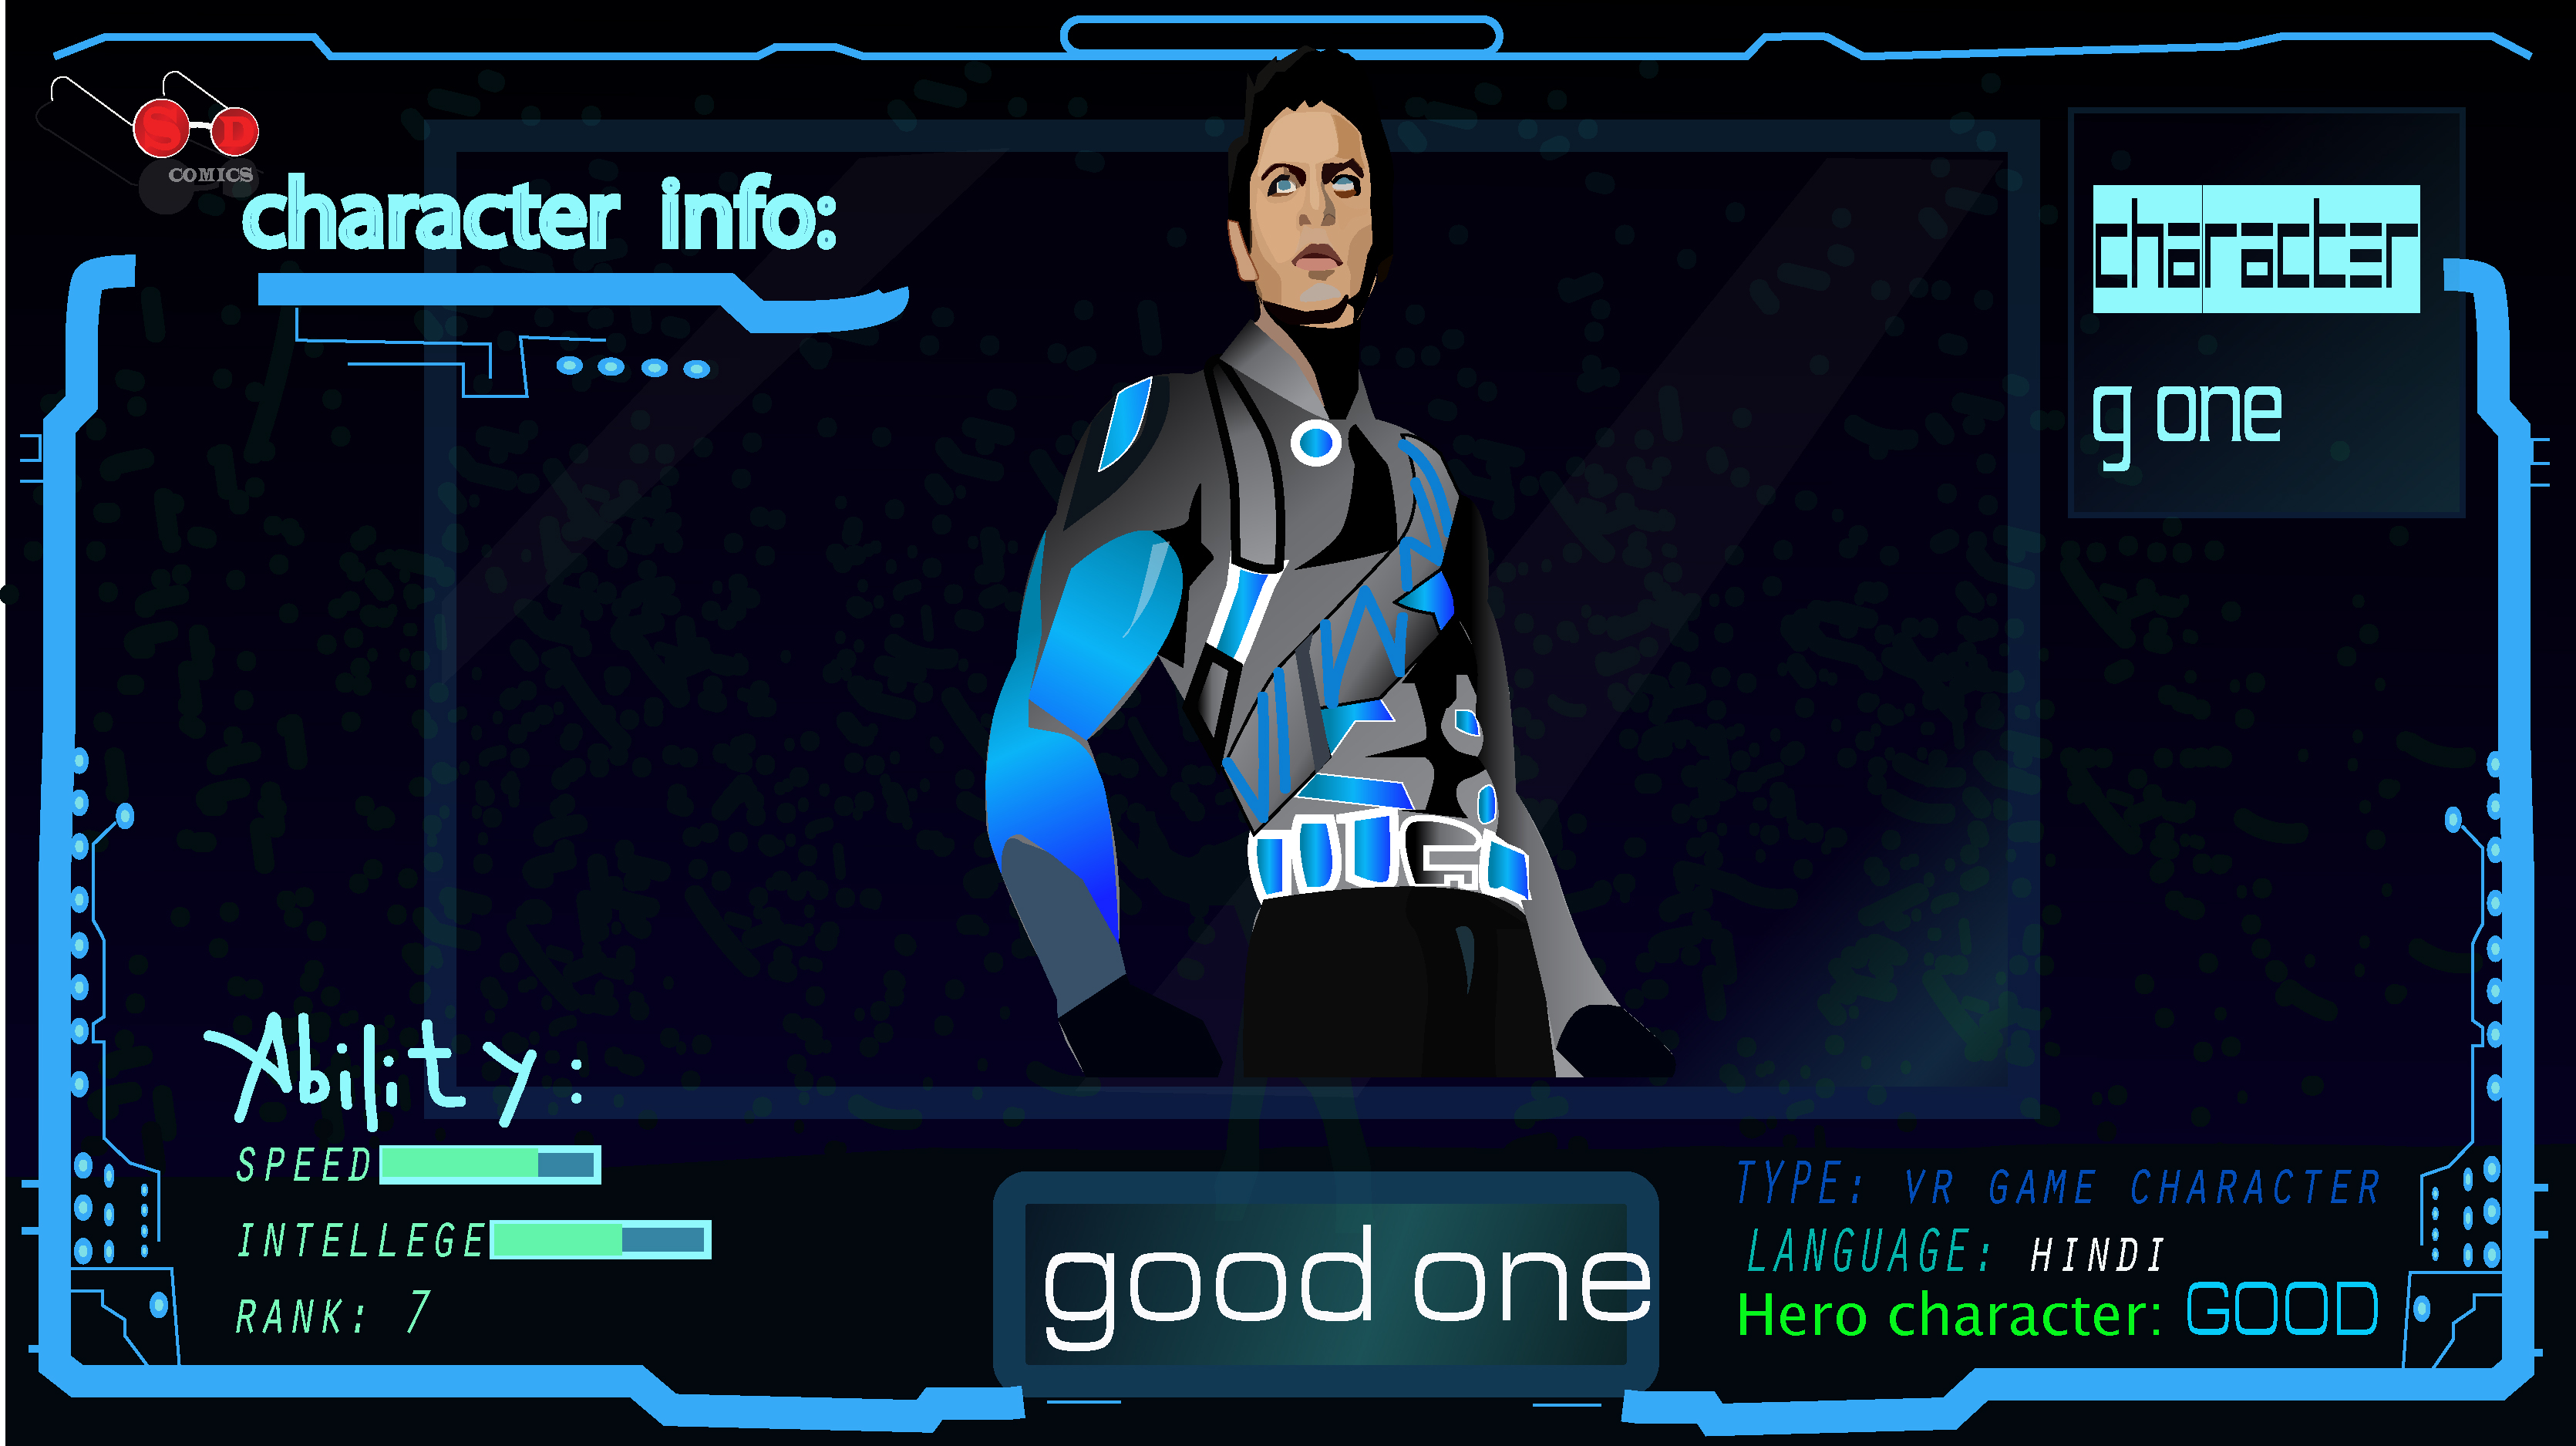 S D
COMICS
character info:
character
g one
Ability:
SPEED
INTELLEGE
RANK: 7
good one
TYPE: VR GAME CHARACTER
LANGUAGE: HINDI
Hero character: GOOD